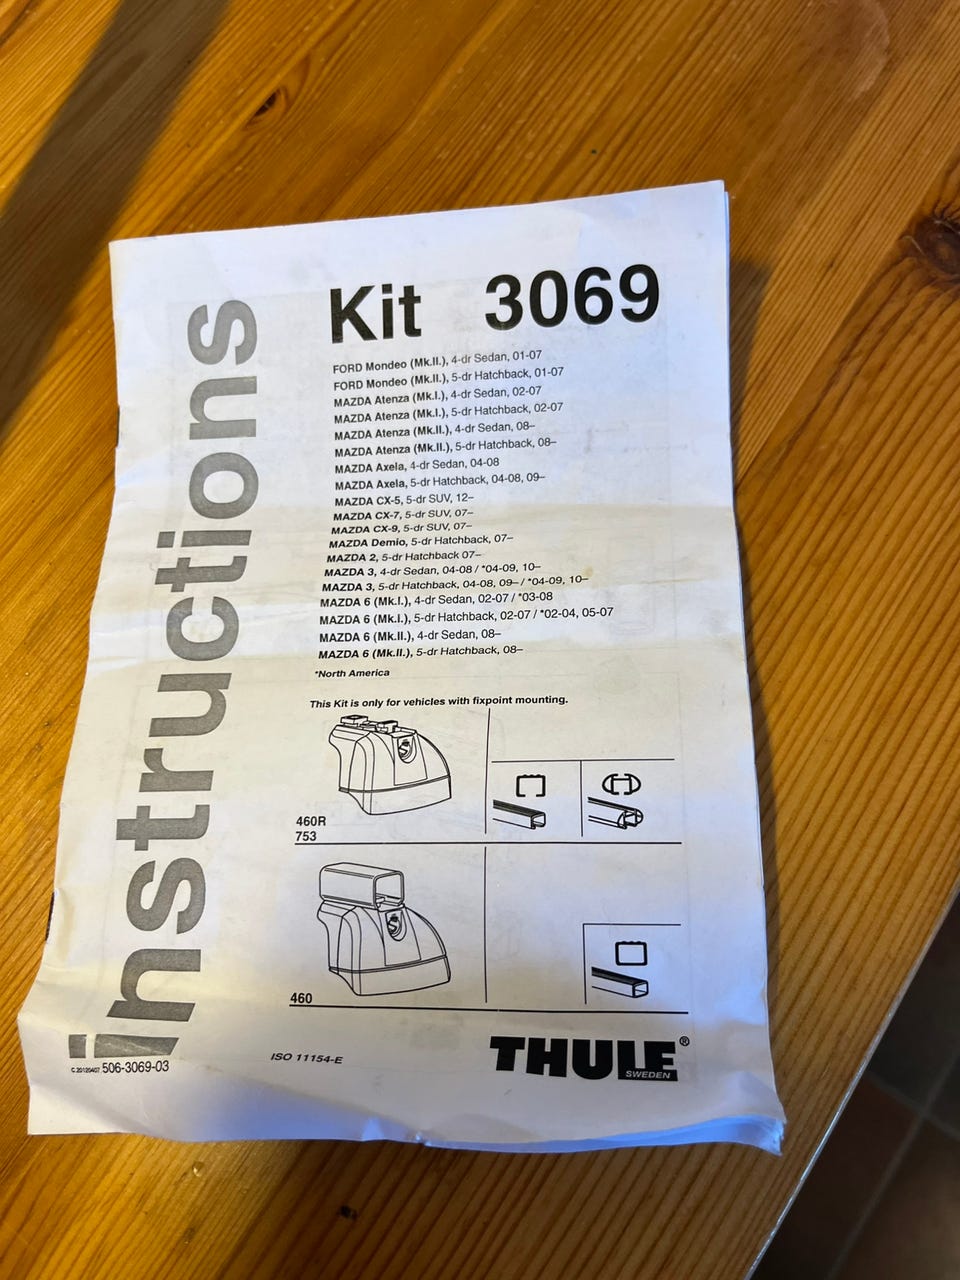 instructions
Kit 3069
FORD Mondeo (Mk.II.), 4-dr Sedan, 01-07
FORD Mondeo (Mk.II.), 5-dr Hatchback, 01-07
MAZDA Atenza (Mk.I.), 4-dr Sedan, 02-07
MAZDA Atenza (Mk.I.), 5-dr Hatchback, 02-07
MAZDA Atenza (Mk.II.), 4-dr Sedan, 08–
MAZDA Atenza (Mk.II.), 5-dr Hatchback, 08–
MAZDA Axela, 4-dr Sedan, 04-08
MAZDA Axela, 5-dr Hatchback, 04-08, 09–
MAZDA CX-5, 5-dr SUV, 12–
MAZDA CX-7, 5-dr SUV, 07–
MAZDA CX-9, 5-dr SUV, 07–
MAZDA Demio, 5-dr Hatchback, 07–
MAZDA 2, 5-dr Hatchback 07–
MAZDA 3, 4-dr Sedan, 04-08 / *04-09, 10–
MAZDA 3, 5-dr Hatchback, 04-08, 09– / *04-09, 10–
MAZDA 6 (Mk.I.), 4-dr Sedan, 02-07 / *03-08
MAZDA 6 (Mk.I.), 5-dr Hatchback, 02-07 / *02-04, 05-07
MAZDA 6 (Mk.II.), 4-dr Sedan, 08–
MAZDA 6 (Mk.II.), 5-dr Hatchback, 08–
*North America
This Kit is only for vehicles with fixpoint mounting.
460R
753
460
C.20120407 506-3069-03
ISO 11154-E
THULE®
SWEDEN